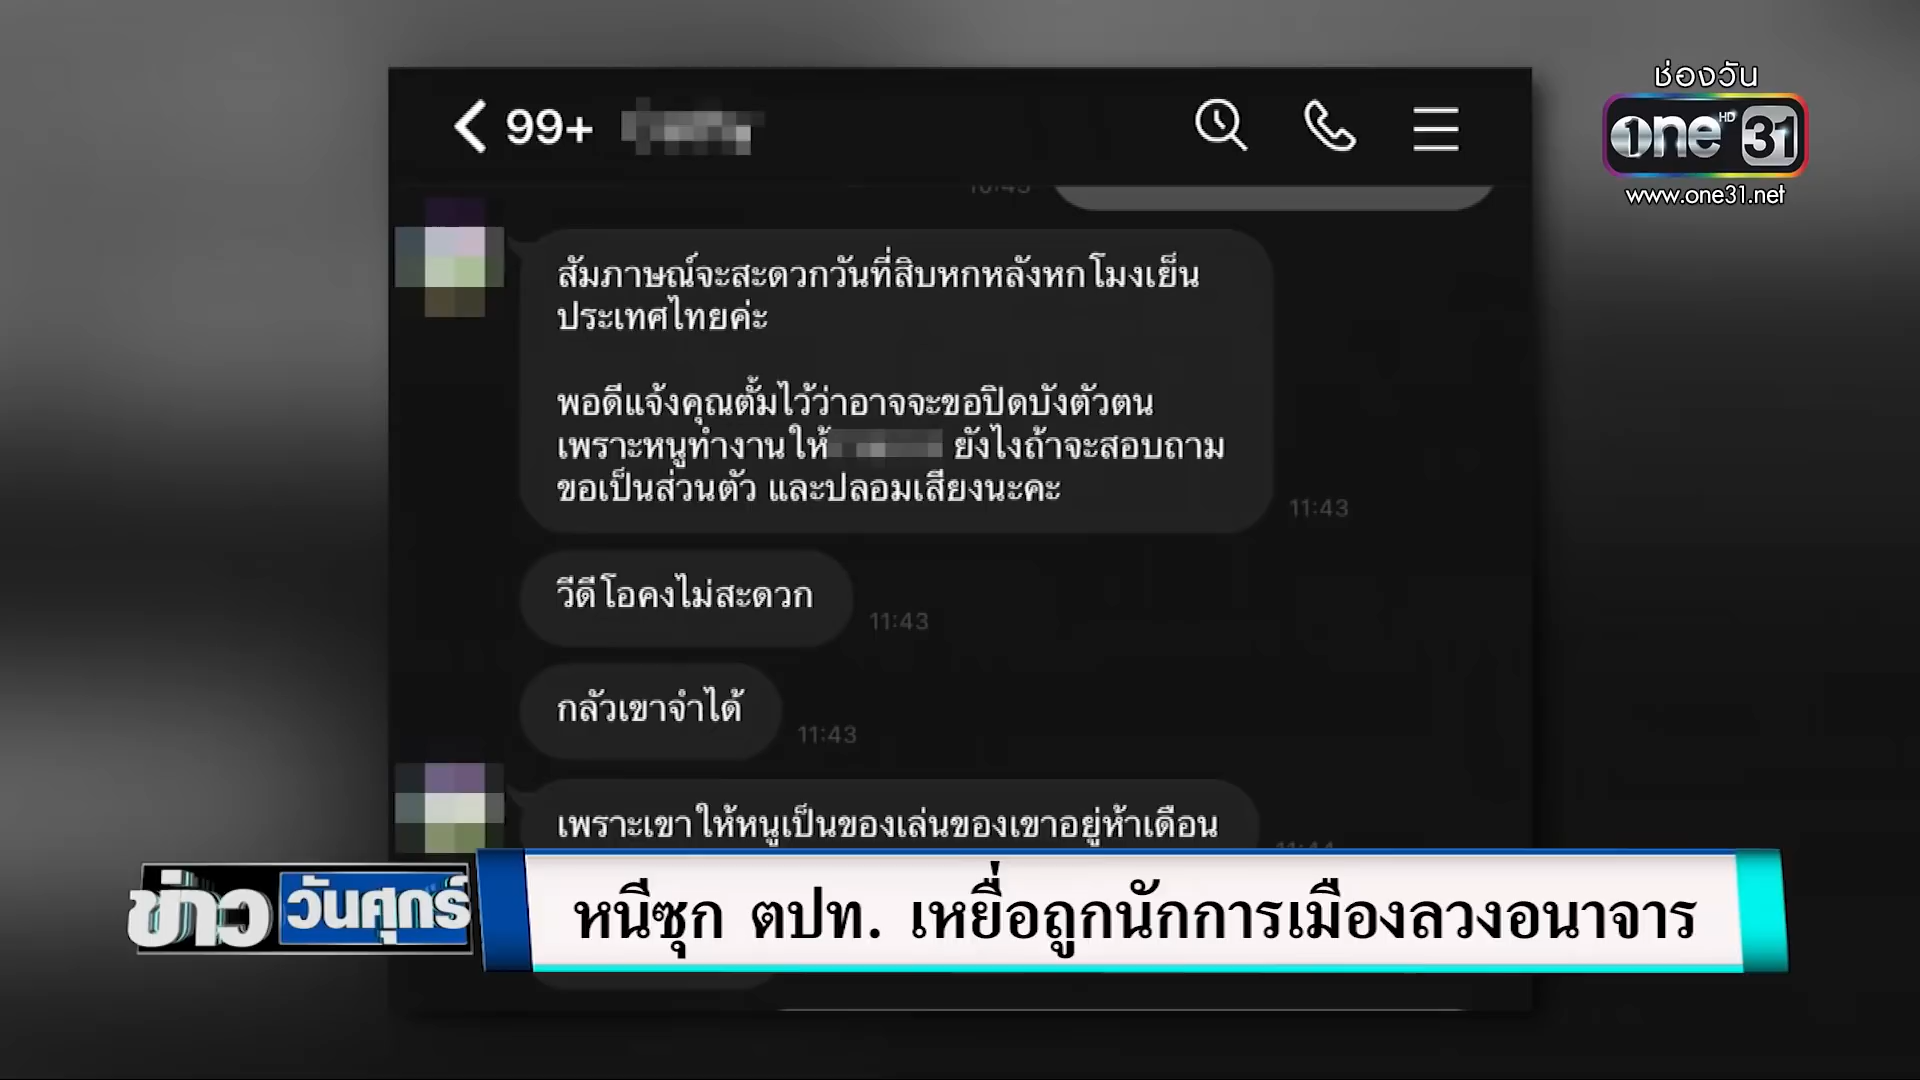 ช่องวัน
one HD 31
www.one31.net
99+
สัมภาษณ์จะสะดวกวันที่สิบหกหลังหกโมงเย็น
ประเทศไทยค่ะ
พอดีแจ้งคุณตั้มไว้ว่าอาจจะขอปิดบังตัวตน
เพราะหนูทำงานให้ ยังไงถ้าจะสอบถาม
ขอเป็นส่วนตัว และปลอมเสียงนะคะ
11:43
วีดีโอคงไม่สะดวก
11:43
กลัวเขาจำได้
11:43
เพราะเขาให้หนูเป็นของเล่นของเขาอยู่ห้าเดือน
ข่าววันศุกร์
หนีซุก ตปท. เหยื่อถูกนักการเมืองลวงอนาจาร